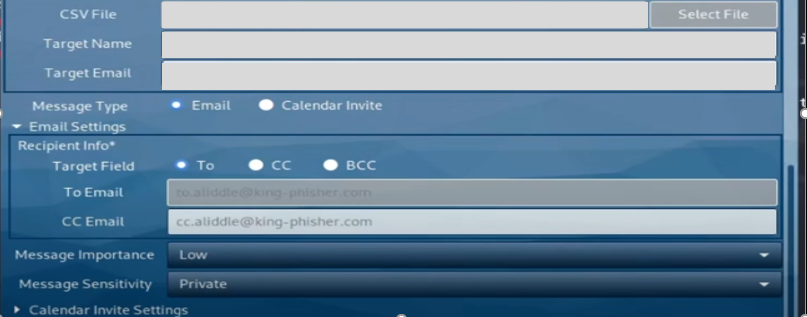 CSV File Select File
Target Name
Target Email
Message Type Email Calendar Invite
Email Settings
Recipient Info*
Target Field To CC BCC
To Email to.aliddle@king-phisher.com
CC Email cc.aliddle@king-phisher.com
Message Importance Low
Message Sensitivity Private
Calendar Invite Settings